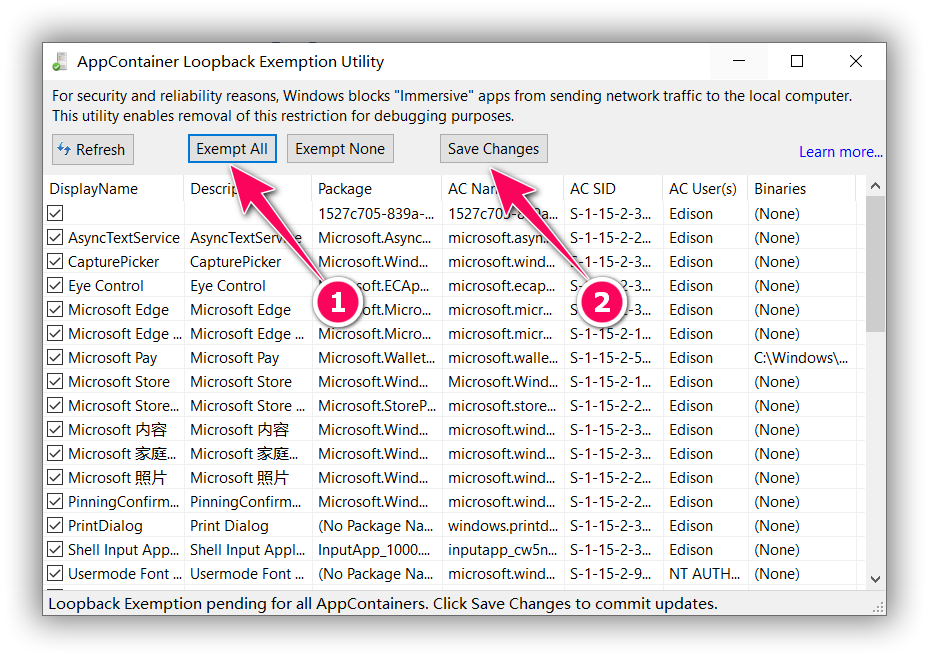 AppContainer Loopback Exemption Utility
For security and reliability reasons, Windows blocks "Immersive" apps from sending network traffic to the local computer.
This utility enables removal of this restriction for debugging purposes.
Refresh Exempt All Exempt None Save Changes Learn more...
DisplayName Package AC SID AC User(s) Binaries
1527c705-839a-... S-1-15-2-3... Edison (None)
AsyncTextService Microsoft.Async... S-1-15-2-2... Edison (None)
CapturePicker CapturePicker Microsoft.Wind... microsoft.wind... S-1-15-2-3... Edison (None)
Eye Control Eye Control Microsoft.ECAp... microsoft.ecap... S-1-15-2-3... Edison (None)
Microsoft Edge Microsoft Edge microsoft.micr... Edison (None)
Microsoft Edge ... Microsoft Edge ... Microsoft.Micro... microsoft.micr... S-1-15-2-1... Edison (None)
Microsoft Pay Microsoft Pay Microsoft.Wallet... microsoft.walle... S-1-15-2-5... Edison C:\Windows\...
Microsoft Store Microsoft Store Microsoft.Wind... Microsoft.Wind... S-1-15-2-1... Edison (None)
Microsoft Store... Microsoft Store ... Microsoft.StoreP... microsoft.store... S-1-15-2-2... Edison (None)
Microsoft 内容 Microsoft 内容 Microsoft.Wind... microsoft.wind... S-1-15-2-3... Edison (None)
Microsoft 家庭... Microsoft 家庭... Microsoft.Wind... microsoft.wind... S-1-15-2-3... Edison (None)
Microsoft 照片 Microsoft 照片 Microsoft.Wind... microsoft.wind... S-1-15-2-2... Edison (None)
PinningConfirm... PinningConfirm... Microsoft.Wind... microsoft.wind... S-1-15-2-2... Edison (None)
PrintDialog Print Dialog (No Package Na... windows.printd... S-1-15-2-3... Edison (None)
Shell Input App... Shell Input Appl... InputApp_1000.... inputapp_cw5n... S-1-15-2-3... Edison (None)
Usermode Font ... Usermode Font ... (No Package Na... microsoft.wind... S-1-15-2-9... NT AUTH... (None)
Loopback Exemption pending for all AppContainers. Click Save Changes to commit updates.
1 2